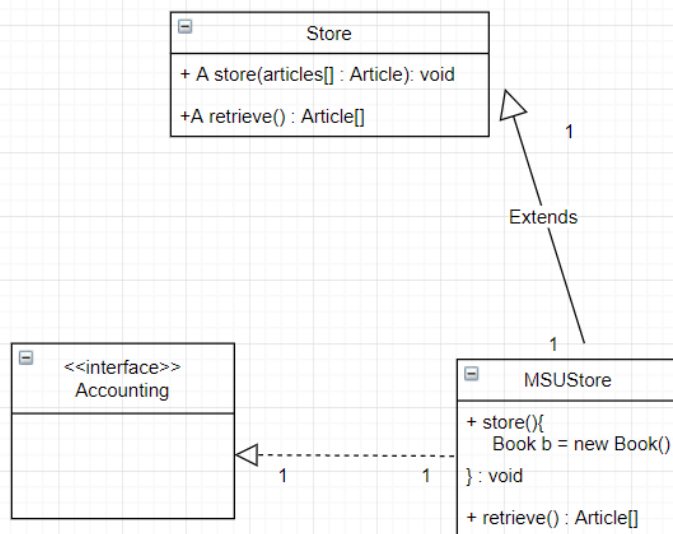 Store
+ A store(articles[] : Article): void
+A retrieve() : Article[]
1
Extends
1
<<interface>>
Accounting
1
1
MSUStore
+ store(){
Book b = new Book()
} : void
+ retrieve() : Article[]